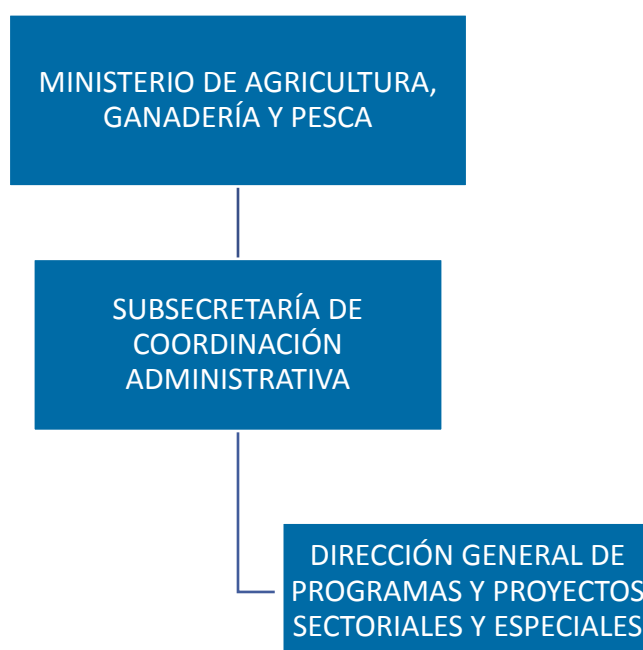 MINISTERIO DE AGRICULTURA,
GANADERÍA Y PESCA
SUBSECRETARÍA DE
COORDINACIÓN
ADMINISTRATIVA
DIRECCIÓN GENERAL DE
PROGRAMAS Y PROYECTOS
SECTORIALES Y ESPECIALES